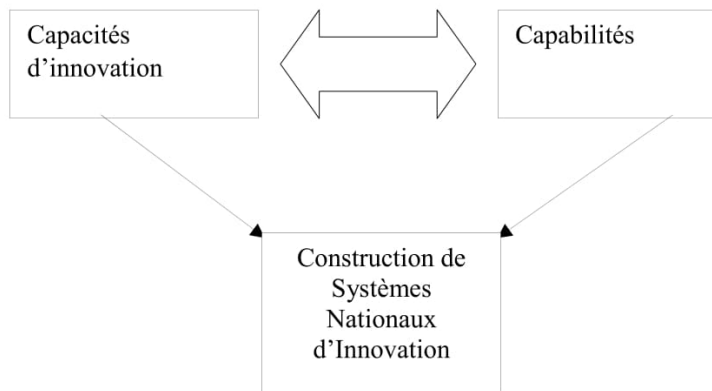 Capacités
d’innovation
Capabilités
Construction de
Systèmes
Nationaux
d’Innovation